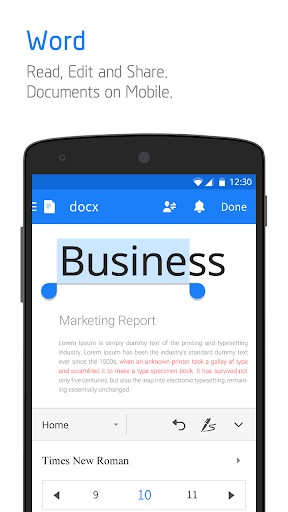 Word
Read, Edit and Share.
Documents on Mobile.
12:30
docx
Done
Business
Marketing Report
Lorem Ipsum is simply dummy text of the printing and typesetting
industry. Lorem Ipsum has been the industry's standard dummy text
ever since the 1500s, when an unknown printer took a galley of type
and scrambled it to make a type specimen book. It has survived not
only five centuries, but also the leap into electronic typesetting, remain-
ing essentially unchanged.
Home
Times New Roman
9 10 11